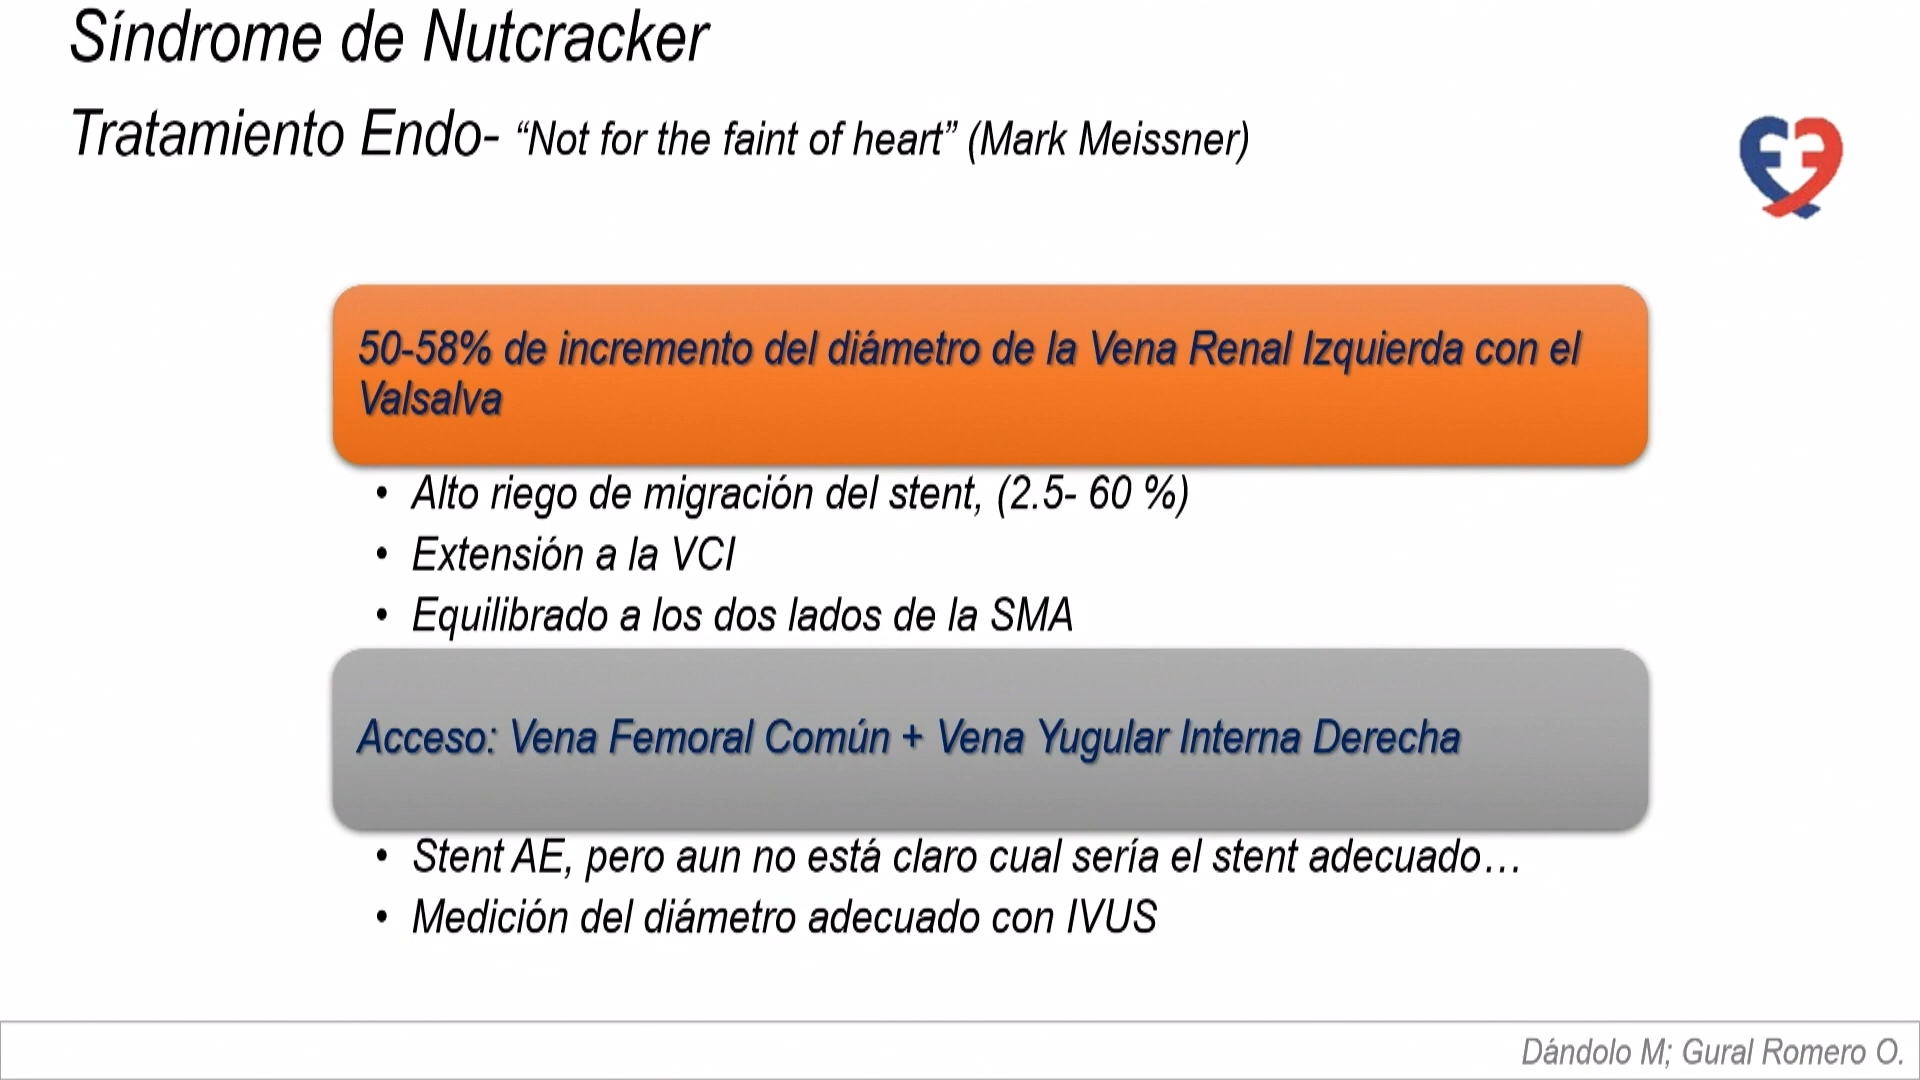 Síndrome de Nutcracker
Tratamiento Endo- “Not for the faint of heart” (Mark Meissner)
50-58% de incremento del diámetro de la Vena Renal Izquierda con el
Valsalva
• Alto riego de migración del stent, (2.5- 60 %)
• Extensión a la VCI
• Equilibrado a los dos lados de la SMA
Acceso: Vena Femoral Común + Vena Yugular Interna Derecha
• Stent AE, pero aun no está claro cual sería el stent adecuado…
• Medición del diámetro adecuado con IVUS
Dándolo M; Gural Romero O.